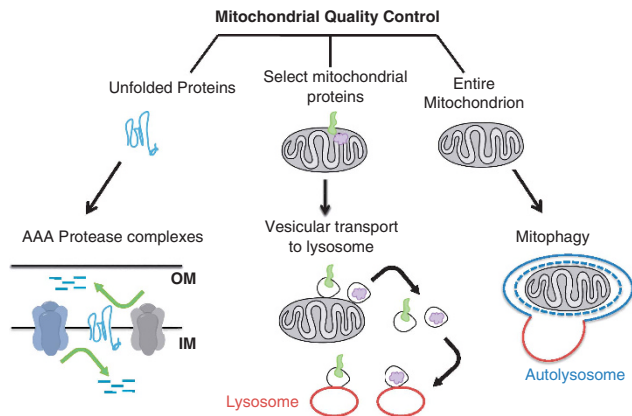 Mitochondrial Quality Control
Unfolded Proteins
Select mitochondrial
proteins
Entire
Mitochondrion
AAA Protease complexes
OM
IM
Vesicular transport
to lysosome
Lysosome
Mitophagy
Autolysosome